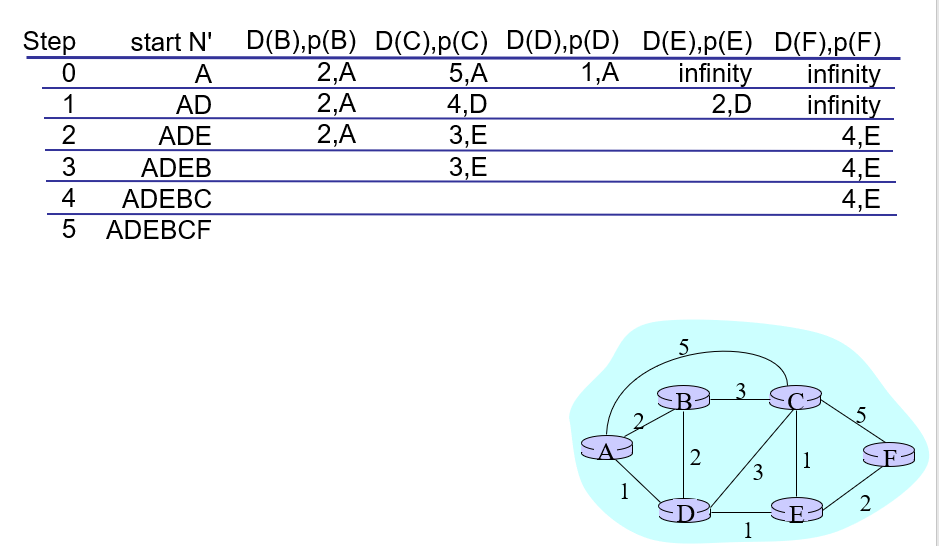 Step start N' D(B),p(B) D(C),p(C) D(D),p(D) D(E),p(E) D(F),p(F)
0 A 2,A 5,A 1,A infinity infinity
1 AD 2,A 4,D 2,D infinity
2 ADE 2,A 3,E 4,E
3 ADEB 3,E 4,E
4 ADEBC 4,E
5 ADEBCF
5
B 3 C
2 5
A 2 3 1 F
1 2
D E
1